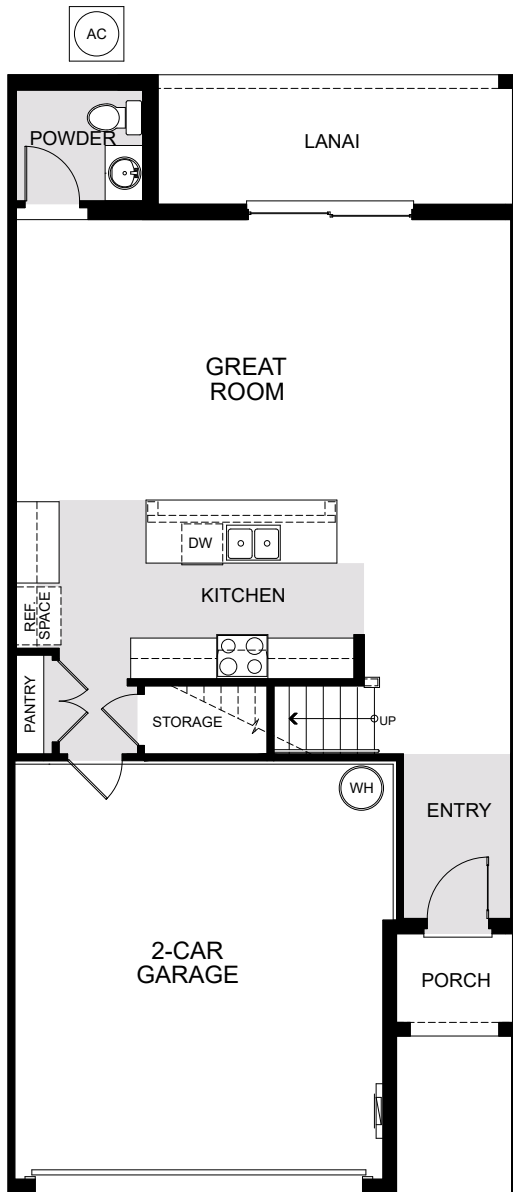 AC
POWDER
LANAI
GREAT
ROOM
DW
KITCHEN
REF.
SPACE
PANTRY
STORAGE
UP
WH
ENTRY
2-CAR
GARAGE
PORCH